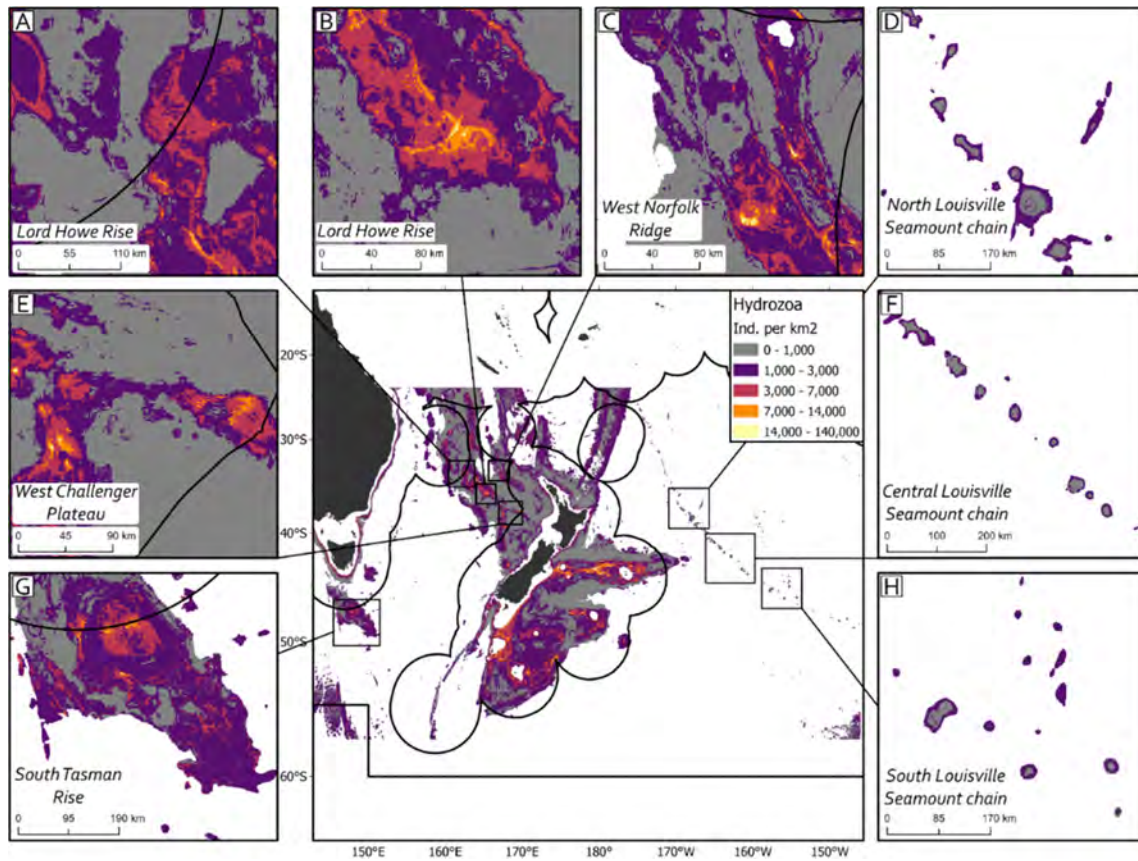 A
Lord Howe Rise
0 55 110 km
B
Lord Howe Rise
0 40 80 km
C
West Norfolk
Ridge
0 40 80 km
D
North Louisville
Seamount chain
0 85 170 km
E
West Challenger
Plateau
0 45 90 km
Hydrozoa
Ind. per km2
0 - 1,000
1,000 - 3,000
3,000 - 7,000
7,000 - 14,000
14,000 - 140,000
20°S
30°S
40°S
50°S
60°S
150°E 160°E 170°E 180° 170°W 160°W 150°W
F
Central Louisville
Seamount chain
0 100 200 km
G
South Tasman
Rise
0 95 190 km
H
South Louisville
Seamount chain
0 85 170 km